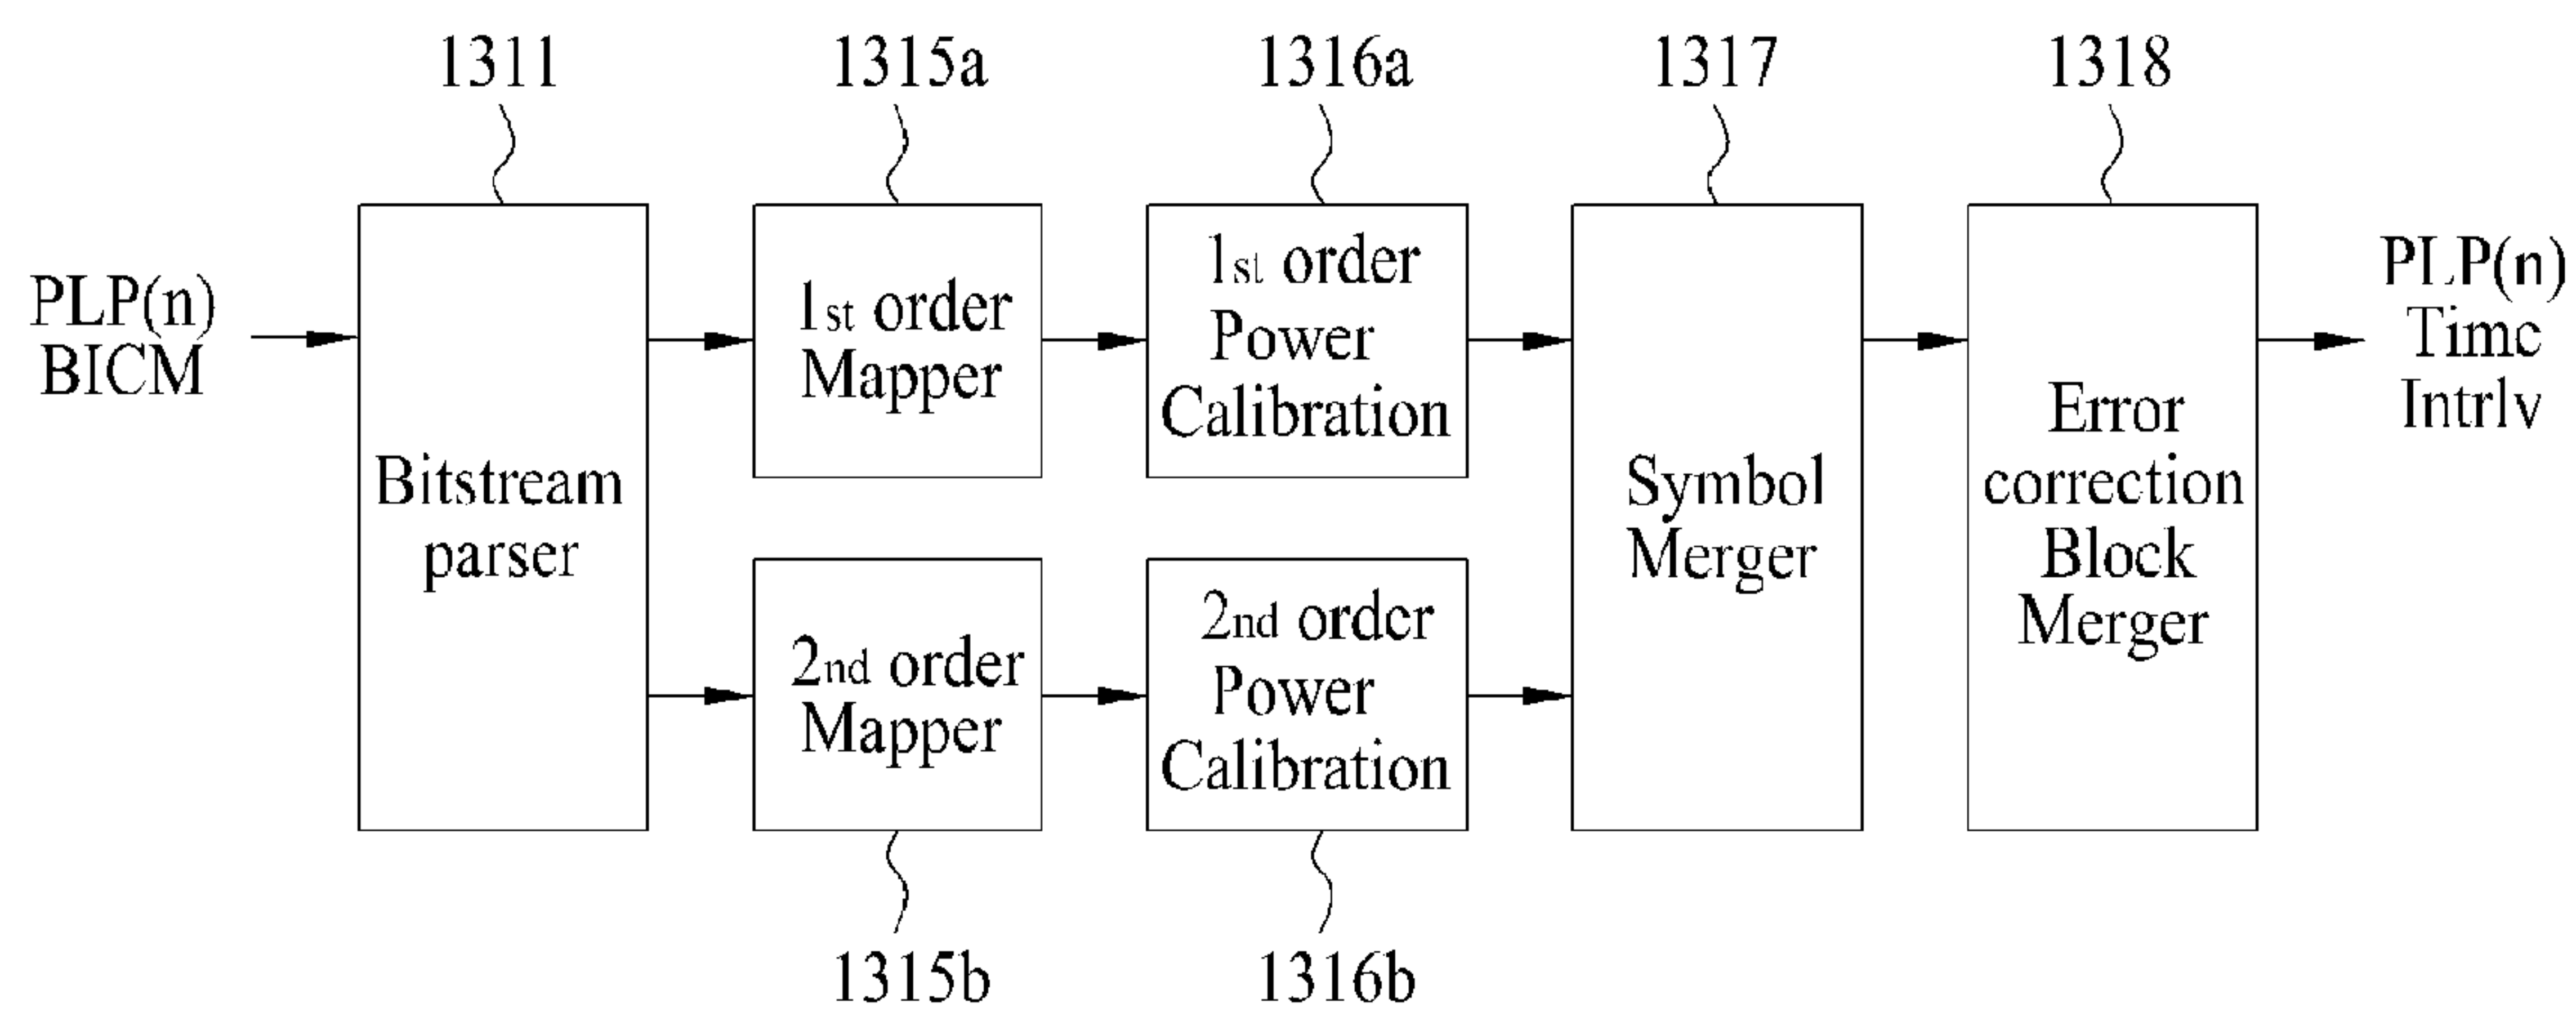 1311
1315a
1316a
1317
1318
PLP(n)
BICM
Bitstream
parser
1st order
Mapper
1st order
Power
Calibration
2nd order
Mapper
2nd order
Power
Calibration
Symbol
Merger
Error
correction
Block
Merger
PLP(n)
Time
Intrlv
1315b
1316b